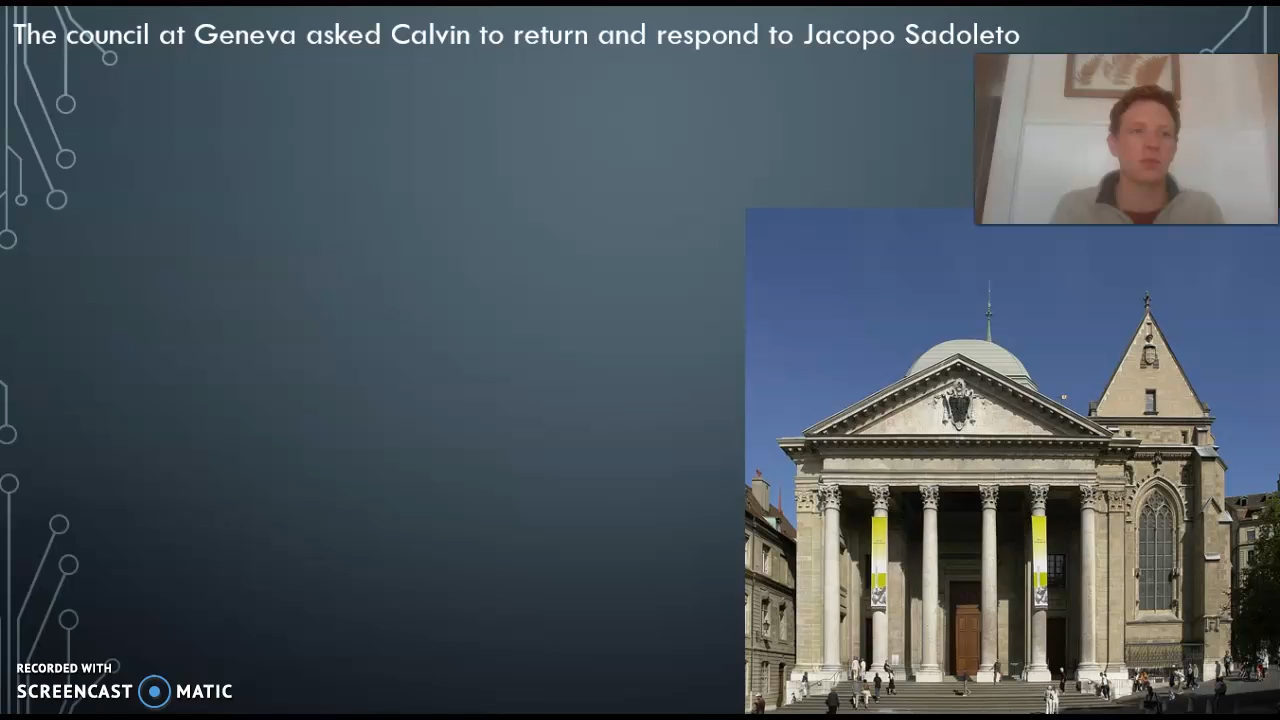 The council at Geneva asked Calvin to return and respond to Jacopo Sadoleto
RECORDED WITH
SCREENCAST MATIC